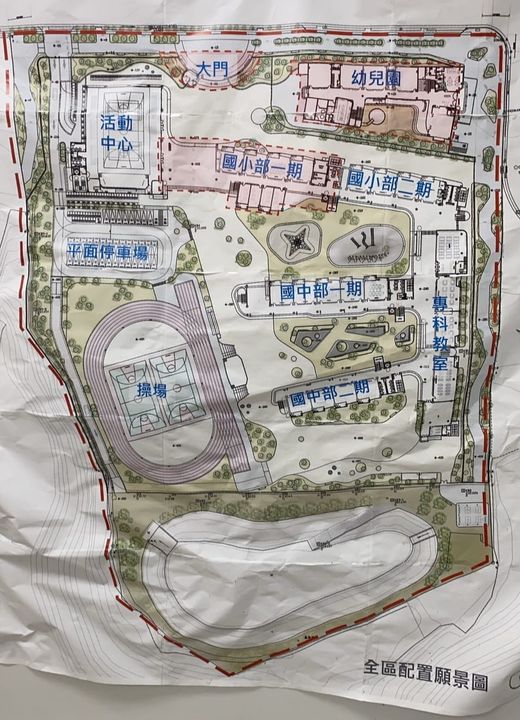 大門
幼兒園
活動
中心
國小部一期
國小部二期
平面停車場
國中部一期
專科教室
操場
國中部二期
全區配置願景圖